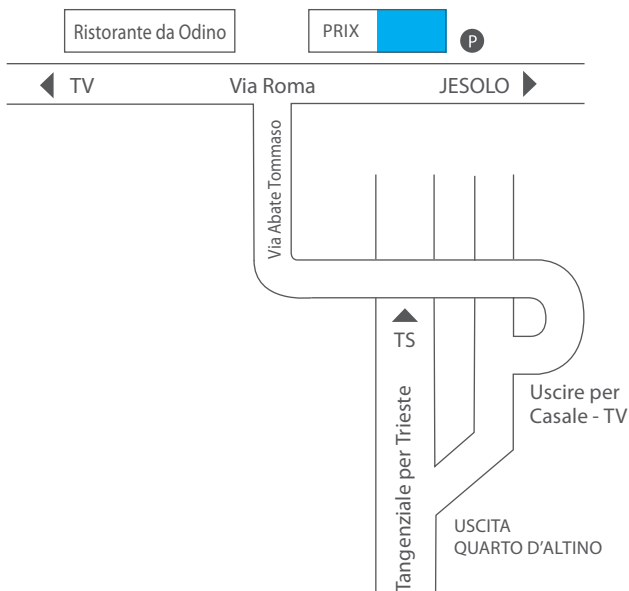 Ristorante da Odino
PRIX
P
TV
Via Roma
JESOLO
Via Abate Tommaso
TS
Tangenziale per Trieste
Uscire per
Casale - TV
USCITA
QUARTO D'ALTINO